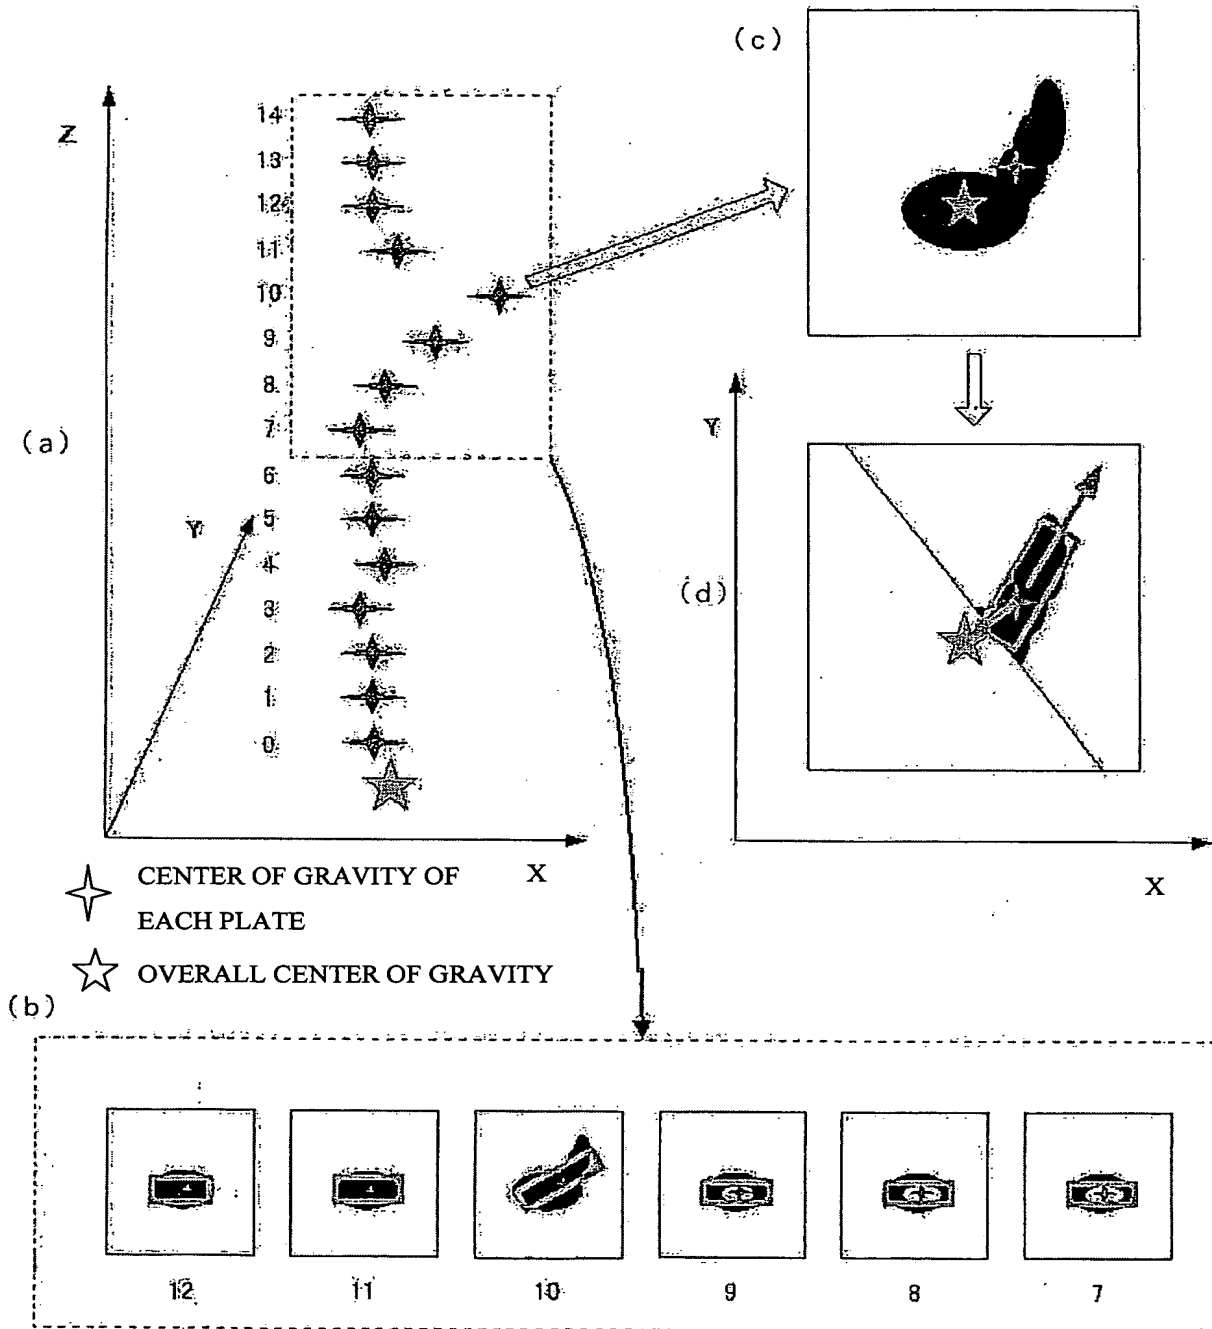 (c)
Z
14
13
12
11
10
9
8
7
(a)
6
Y
5
4
3
2
1
0
Y
(d)
X
X
CENTER OF GRAVITY OF
EACH PLATE
OVERALL CENTER OF GRAVITY
(b)
12 11 10 9 8 7